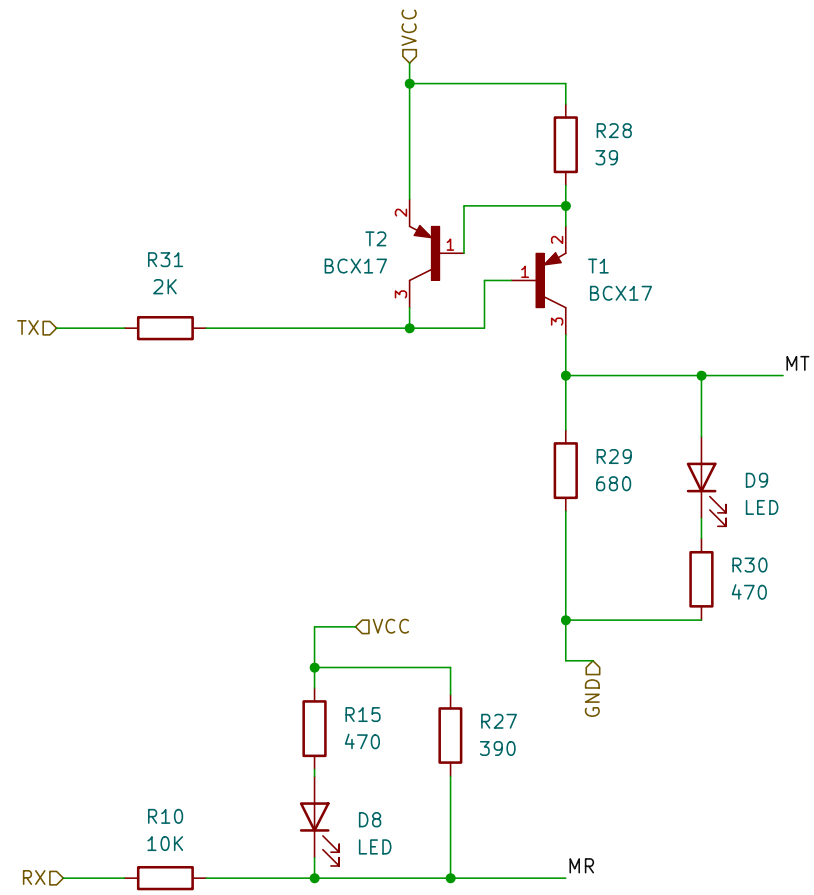 VCC
R28
39
2
2
1
T2
BCX17
1
T1
BCX17
3
3
R31
2K
TX
MT
R29
680
D9
LED
R30
470
GND
VCC
R15
470
R27
390
D8
LED
R10
10K
RX
MR